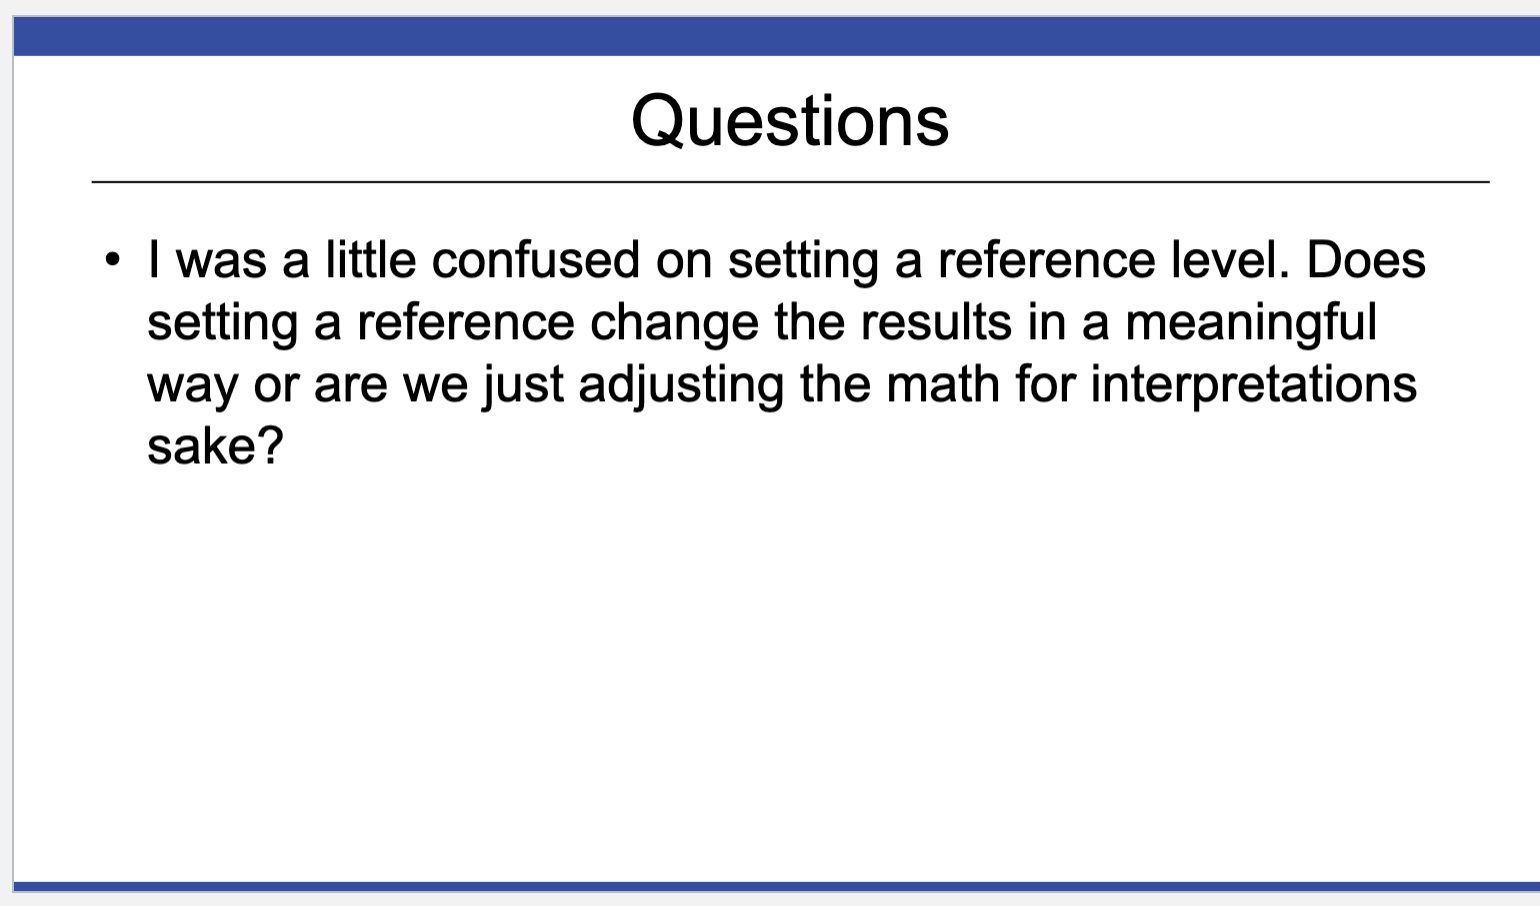 Questions
• I was a little confused on setting a reference level. Does
setting a reference change the results in a meaningful
way or are we just adjusting the math for interpretations
sake?